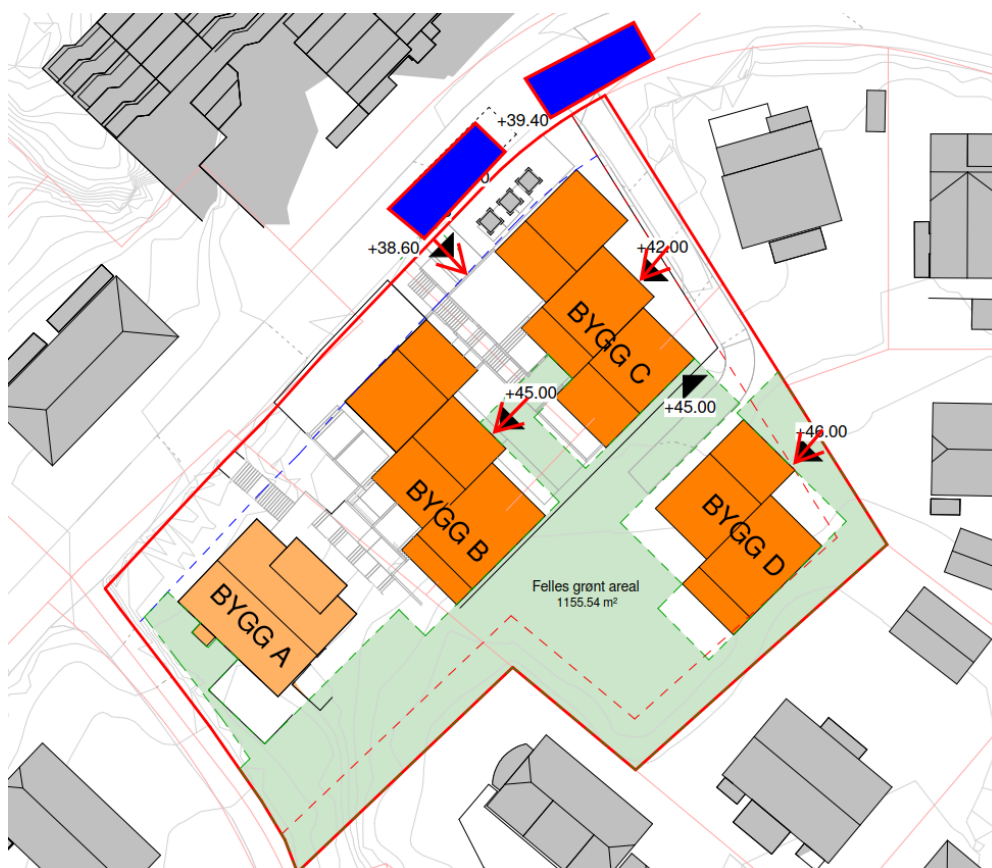 +39.40
+38.60
+42.00
BYGG C
+45.00
+45.00
+46.00
BYGG B
BYGG D
Felles grønt areal
1155.54 m²
BYGG A